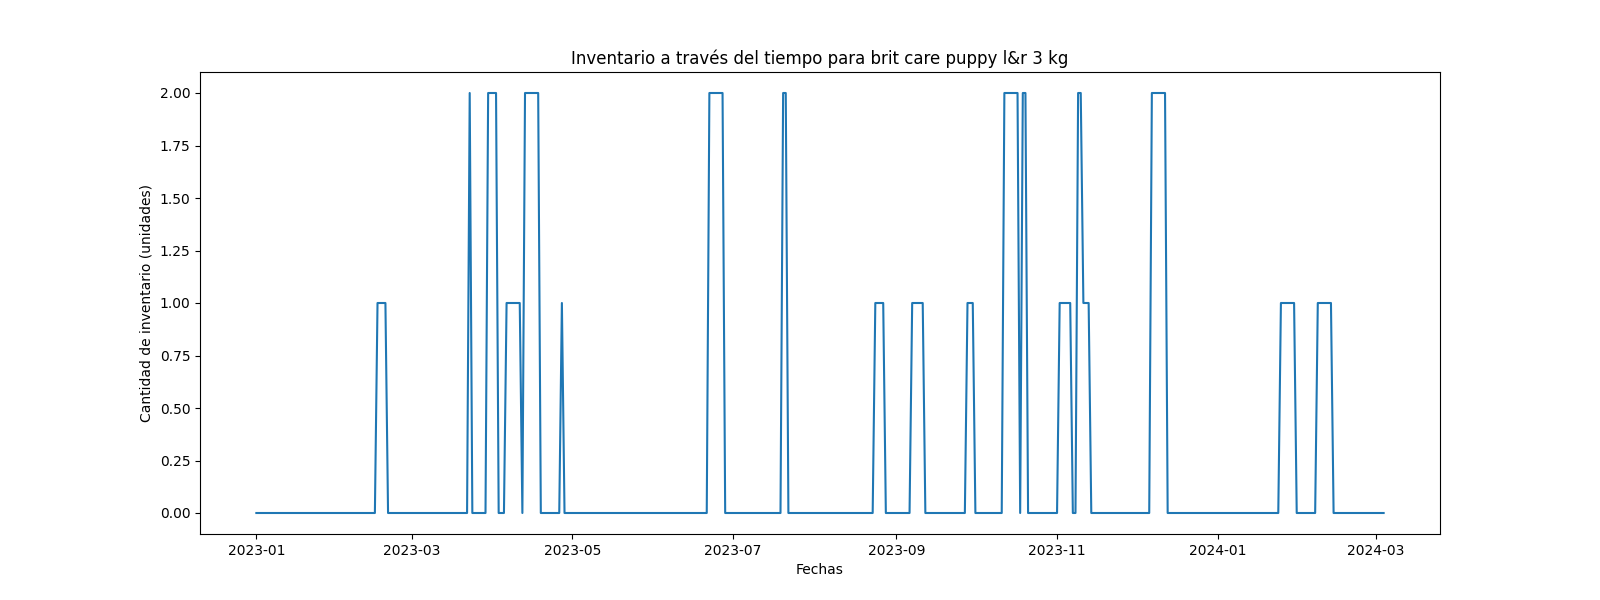 Inventario a través del tiempo para brit care puppy l&r 3 kg
Cantidad de inventario (unidades)
2.00
1.75
1.50
1.25
1.00
0.75
0.50
0.25
0.00
2023-01 2023-03 2023-05 2023-07 2023-09 2023-11 2024-01 2024-03
Fechas